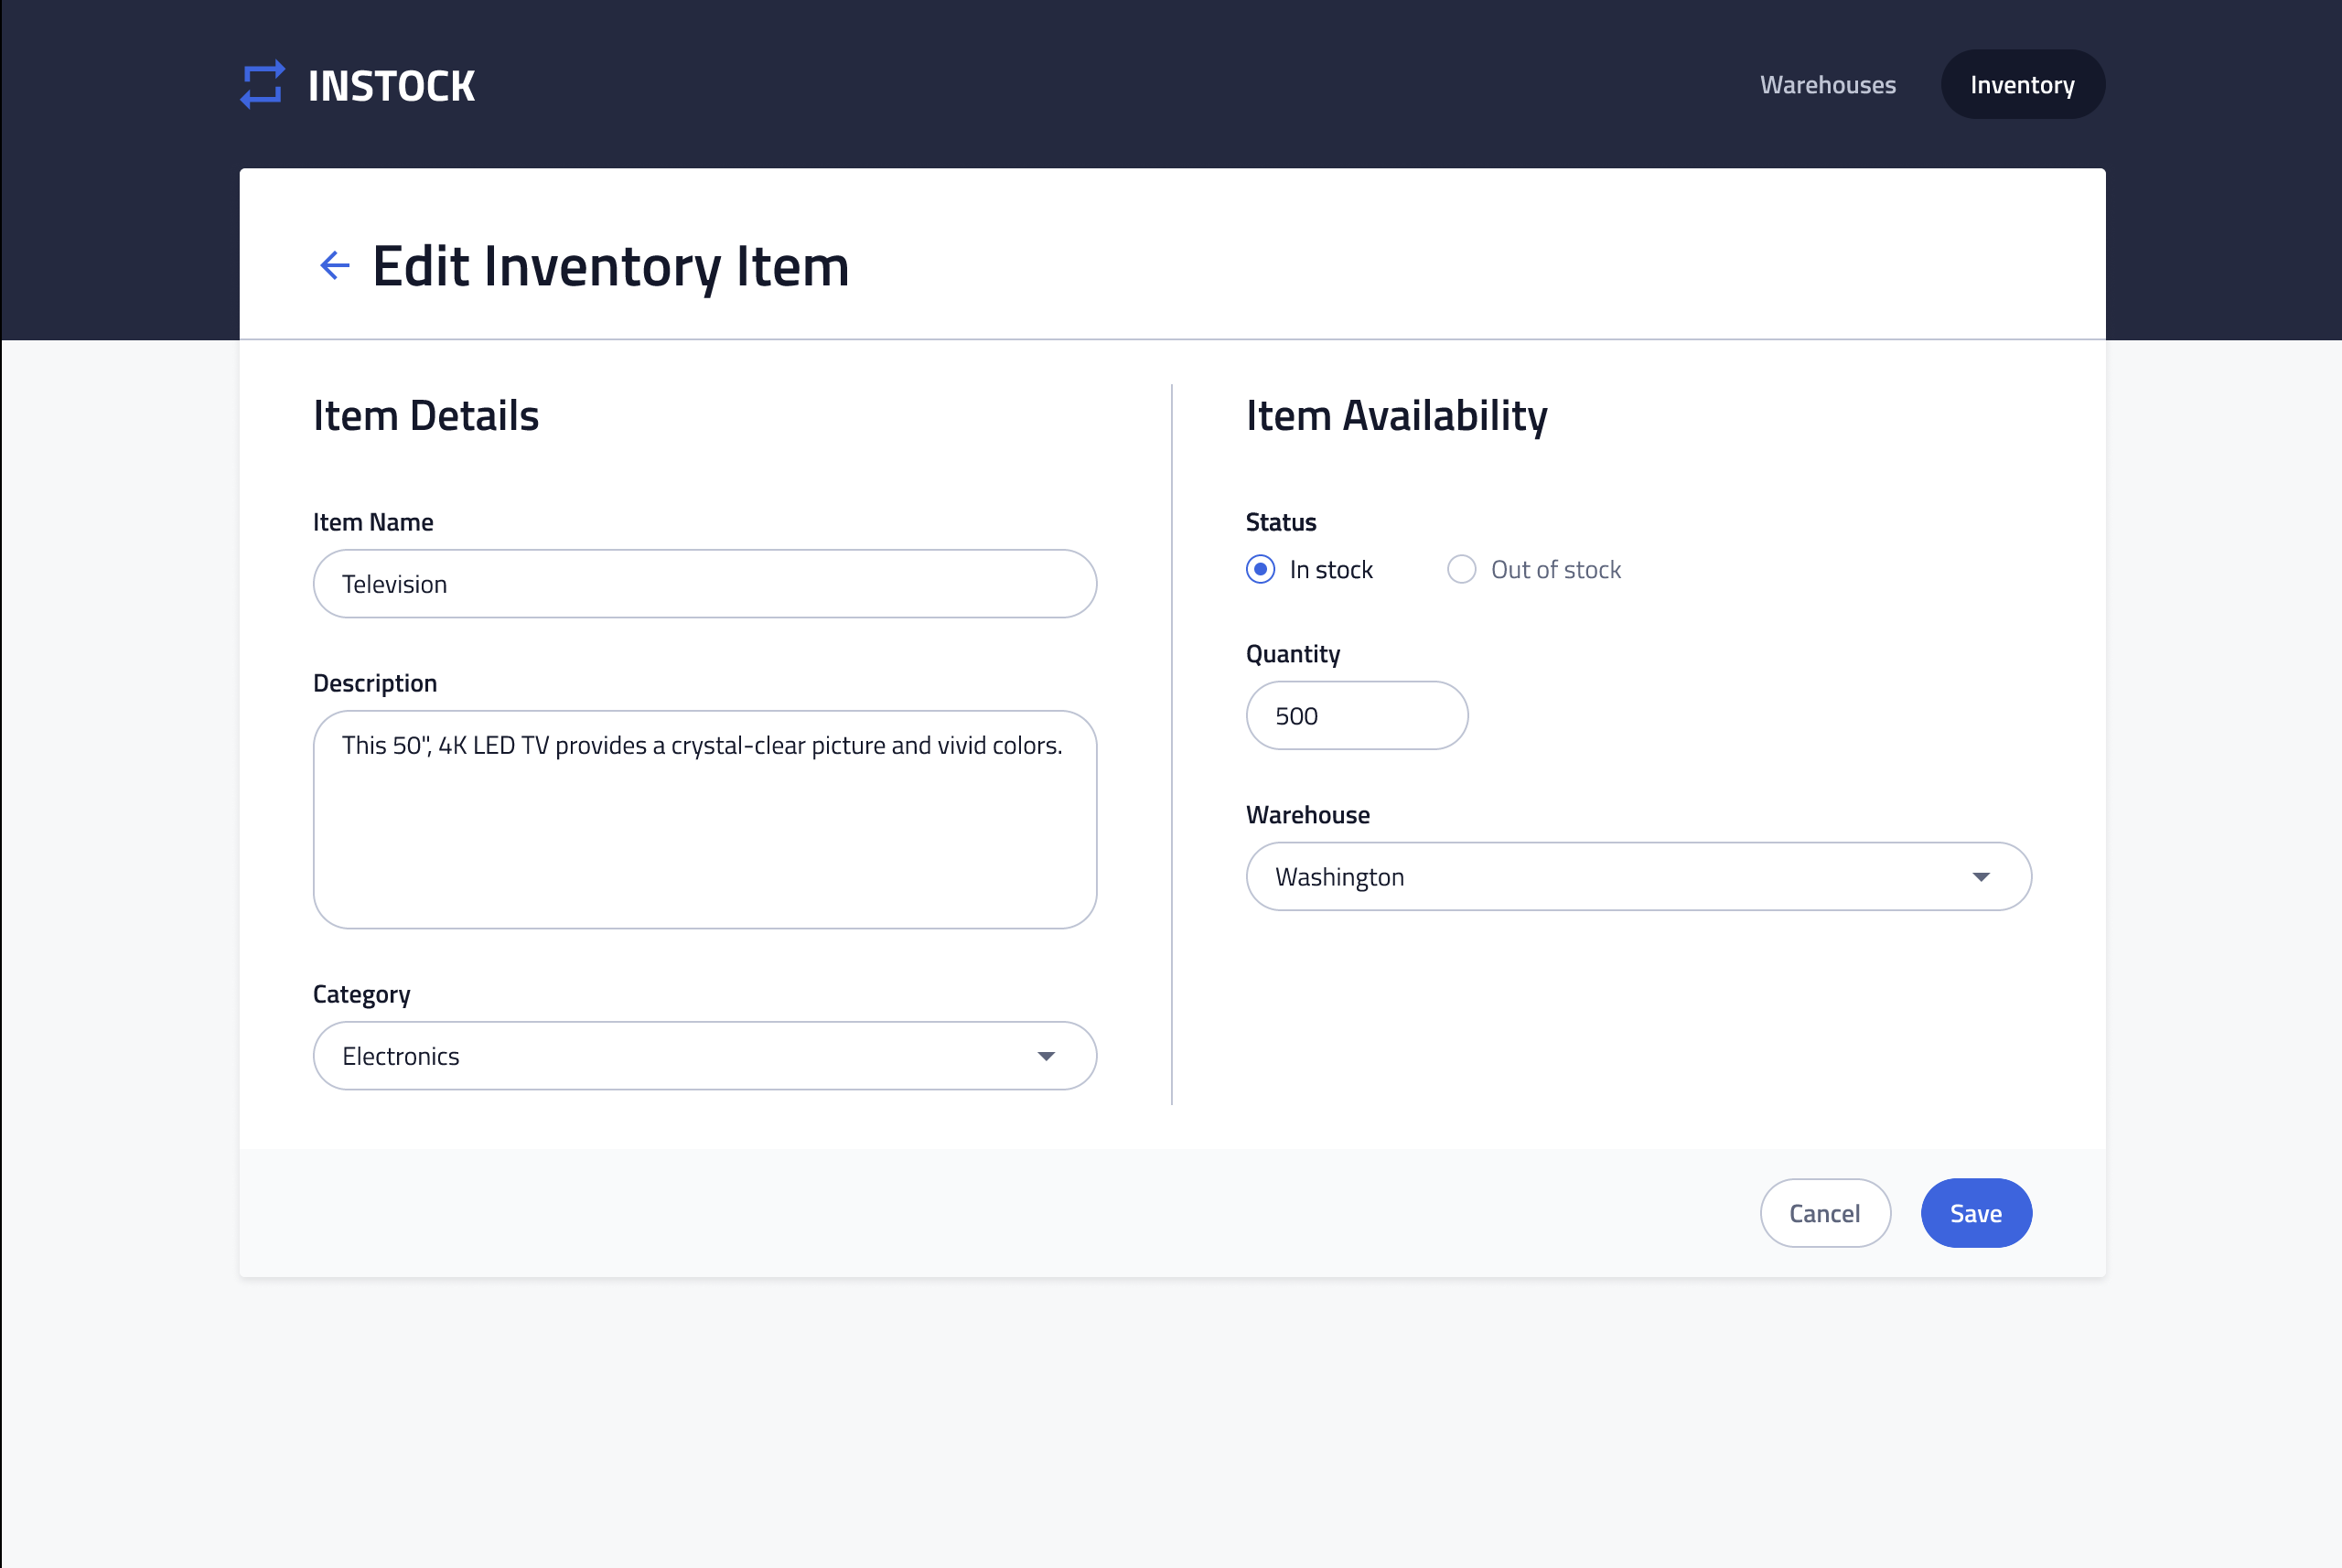 INSTOCK
Warehouses
Inventory
Edit Inventory Item
Item Details
Item Name
Television
Description
This 50", 4K LED TV provides a crystal-clear picture and vivid colors.
Category
Electronics
Item Availability
Status
In stock
Out of stock
Quantity
500
Warehouse
Washington
Cancel
Save